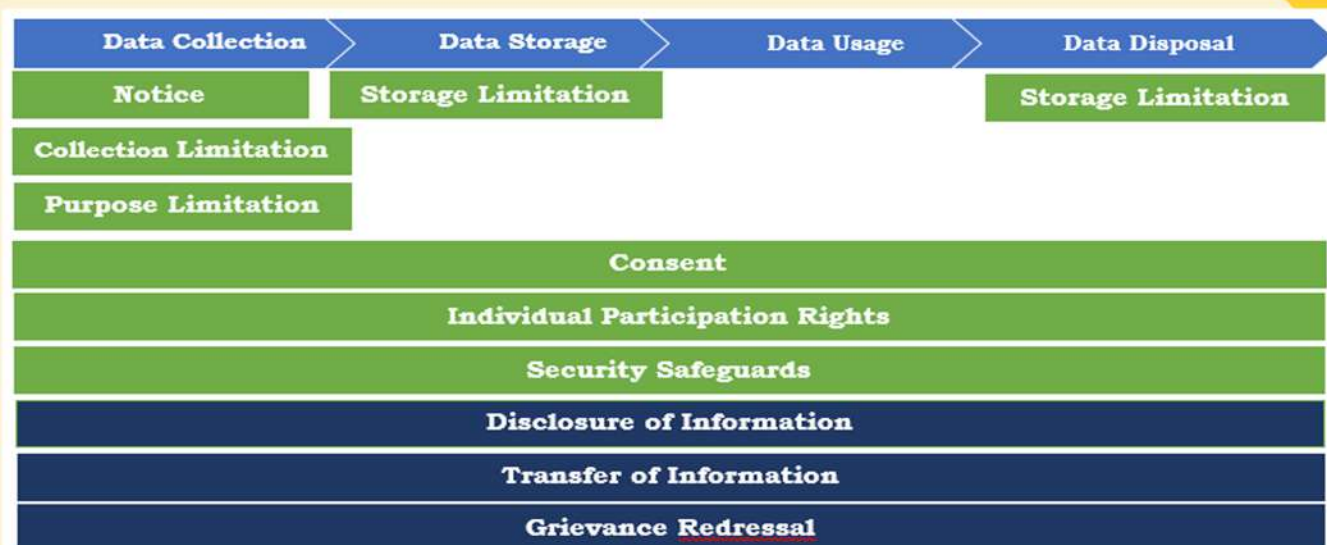 Data Collection Data Storage Data Usage Data Disposal
Notice Storage Limitation Storage Limitation
Collection Limitation
Purpose Limitation
Consent
Individual Participation Rights
Security Safeguards
Disclosure of Information
Transfer of Information
Grievance Redressal